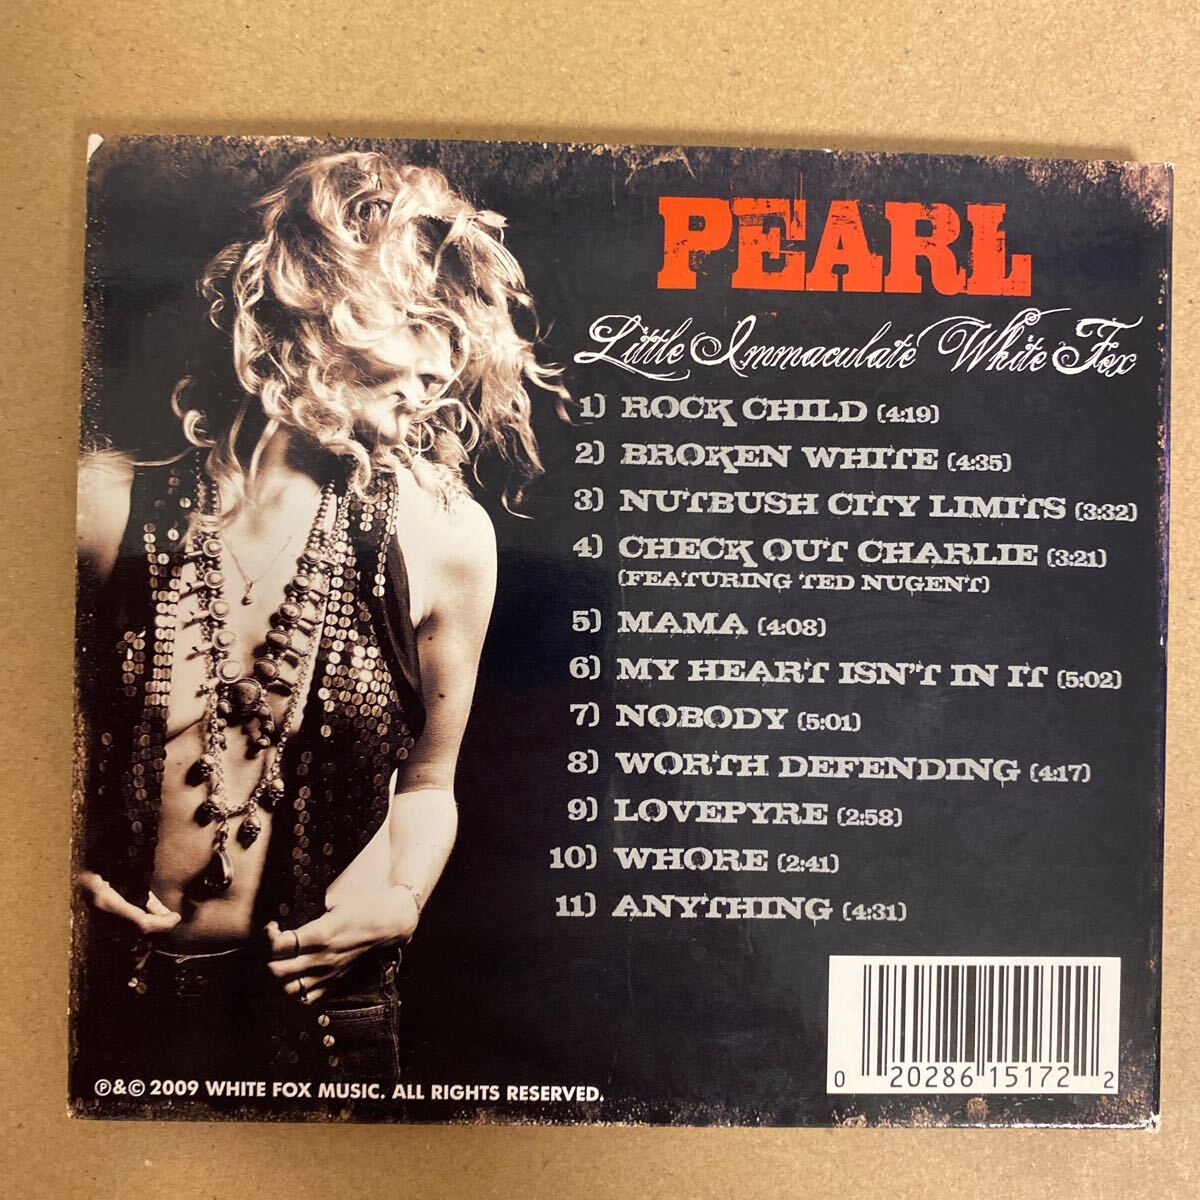 PEARL
Little Immaculate White Fox
1) ROCK CHILD (4:19)
2) BROKEN WHITE (4:35)
3) NUTBUSH CITY LIMITS (3:32)
4) CHECK OUT CHARLIE (3:21)
(FEATURING TED NUGENT)
5) MAMA (4:08)
6) MY HEART ISN'T IN IT (5:02)
7) NOBODY (5:01)
8) WORTH DEFENDING (4:17)
9) LOVEPYRE (2:58)
10) WHORE (2:41)
11) ANYTHING (4:31)
0 20286 15172 2
℗&© 2009 WHITE FOX MUSIC. ALL RIGHTS RESERVED.